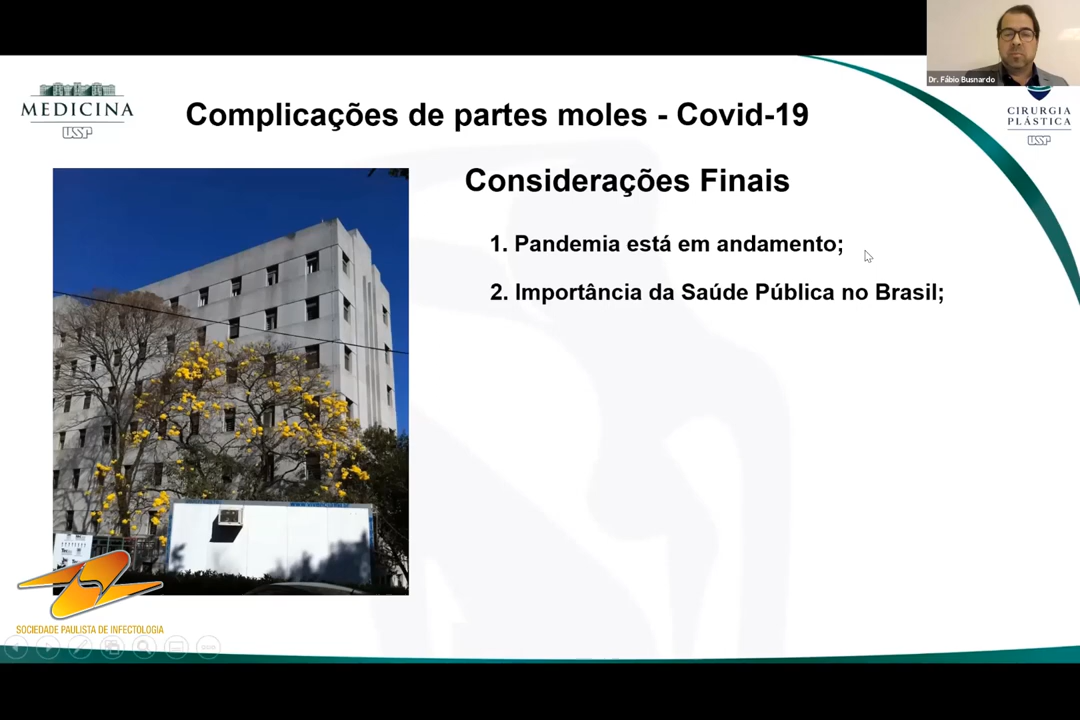 Dr. Fábio Busnardo
MEDICINA
USP
CIRURGIA
PLÁSTICA
USP
Complicações de partes moles - Covid-19
Considerações Finais
1. Pandemia está em andamento;
2. Importância da Saúde Pública no Brasil;
SOCIEDADE PAULISTA DE INFECTOLOGIA